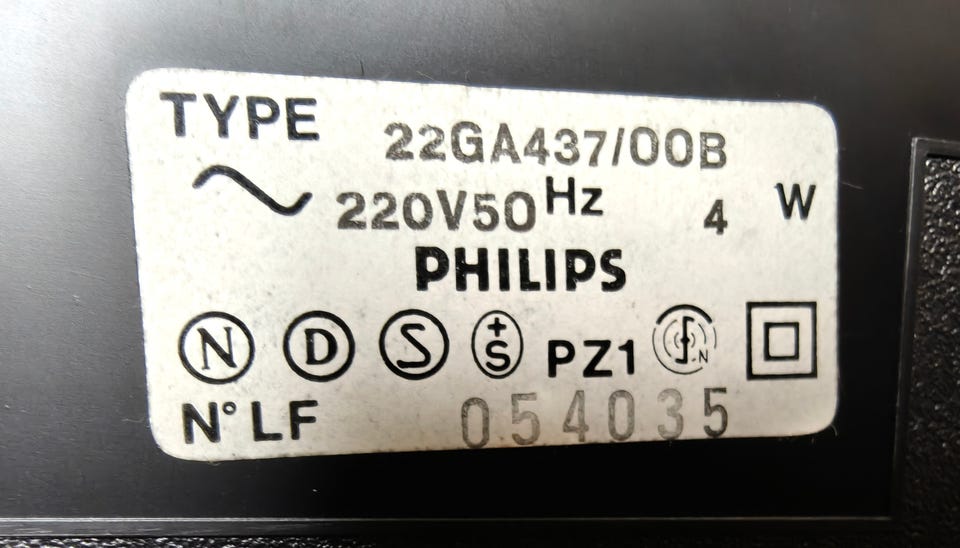 TYPE 22GA437/00B
~ 220V50Hz 4 W
PHILIPS
N D S +S PZ1 N
N° LF 054035